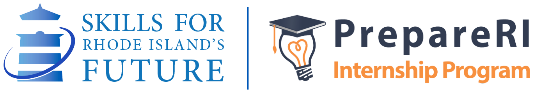 SKILLS FOR
RHODE ISLAND'S
FUTURE
PrepareRI
Internship Program